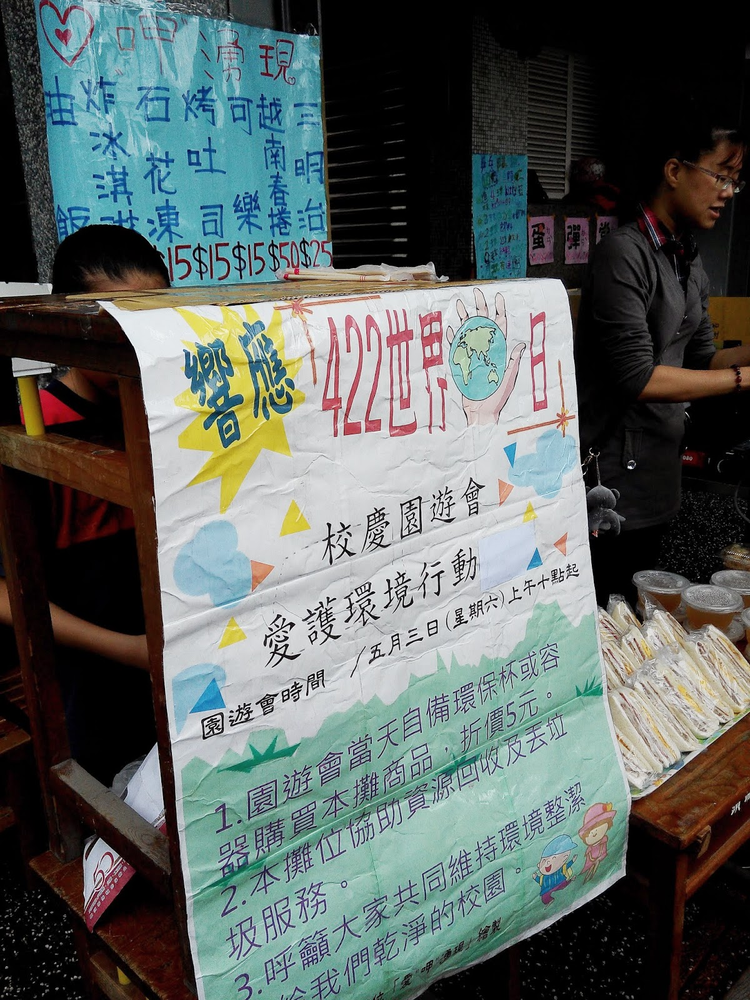 呷湧現
三明治
越南春捲
可樂
烤吐司
石花凍
炸冰淇淋
油飯
15$15$15$50$25
蛋
彈
響應
422世界日
校慶園遊會
愛護環境行動
園遊會時間/五月三日(星期六)上午十點起
1.園遊會當天自備環保杯或容
器購買本攤商品，折價5元。
2.本攤位協助資源回收及丟垃
圾服務。
3.呼籲大家共同維持環境整潔
給我們乾淨的校園。
位「愛"呷"湧現」繪製
50
080